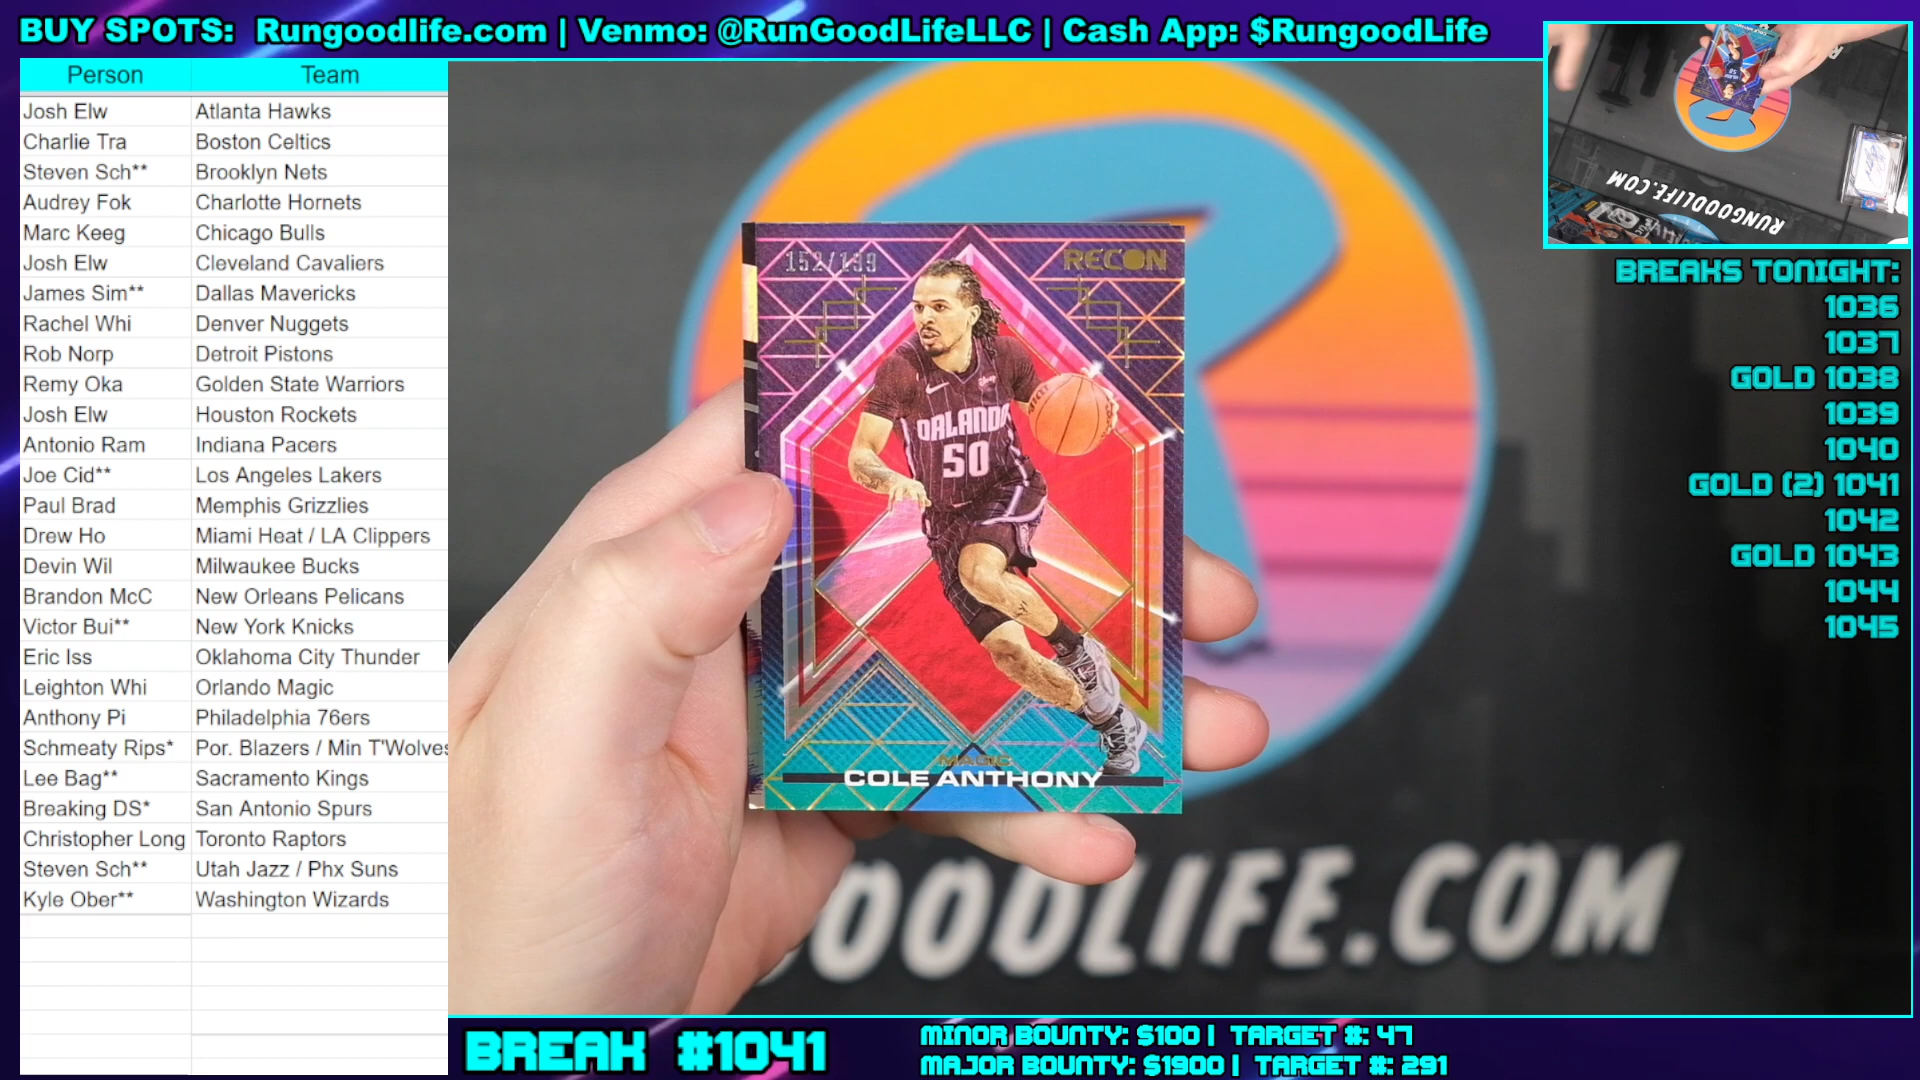 BUY SPOTS: Rungoodlife.com | Venmo: @RunGoodLifeLLC | Cash App: $RungoodLife
Person Team
Josh Elw Atlanta Hawks
Charlie Tra Boston Celtics
Steven Sch** Brooklyn Nets
Audrey Fok Charlotte Hornets
Marc Keeg Chicago Bulls
Josh Elw Cleveland Cavaliers
James Sim** Dallas Mavericks
Rachel Whi Denver Nuggets
Rob Norp Detroit Pistons
Remy Oka Golden State Warriors
Josh Elw Houston Rockets
Antonio Ram Indiana Pacers
Joe Cid** Los Angeles Lakers
Paul Brad Memphis Grizzlies
Drew Ho Miami Heat / LA Clippers
Devin Wil Milwaukee Bucks
Brandon McC New Orleans Pelicans
Victor Bui** New York Knicks
Eric Iss Oklahoma City Thunder
Leighton Whi Orlando Magic
Anthony Pi Philadelphia 76ers
Schmeaty Rips* Por. Blazers / Min T'Wolves
Lee Bag** Sacramento Kings
Breaking DS* San Antonio Spurs
Christopher Long Toronto Raptors
Steven Sch** Utah Jazz / Phx Suns
Kyle Ober** Washington Wizards
152/199 RECON
ORLANDO
50
MAGIC
COLE ANTHONY
OODLIFE.COM
RUNGOODLIFE.COM
.COM
BREAKS TONIGHT:
1036
1037
GOLD 1038
1039
1040
GOLD (2) 1041
1042
GOLD 1043
1044
1045
BREAK #1041
MINOR BOUNTY: $100 | TARGET #: 47
MAJOR BOUNTY: $1900 | TARGET #: 291